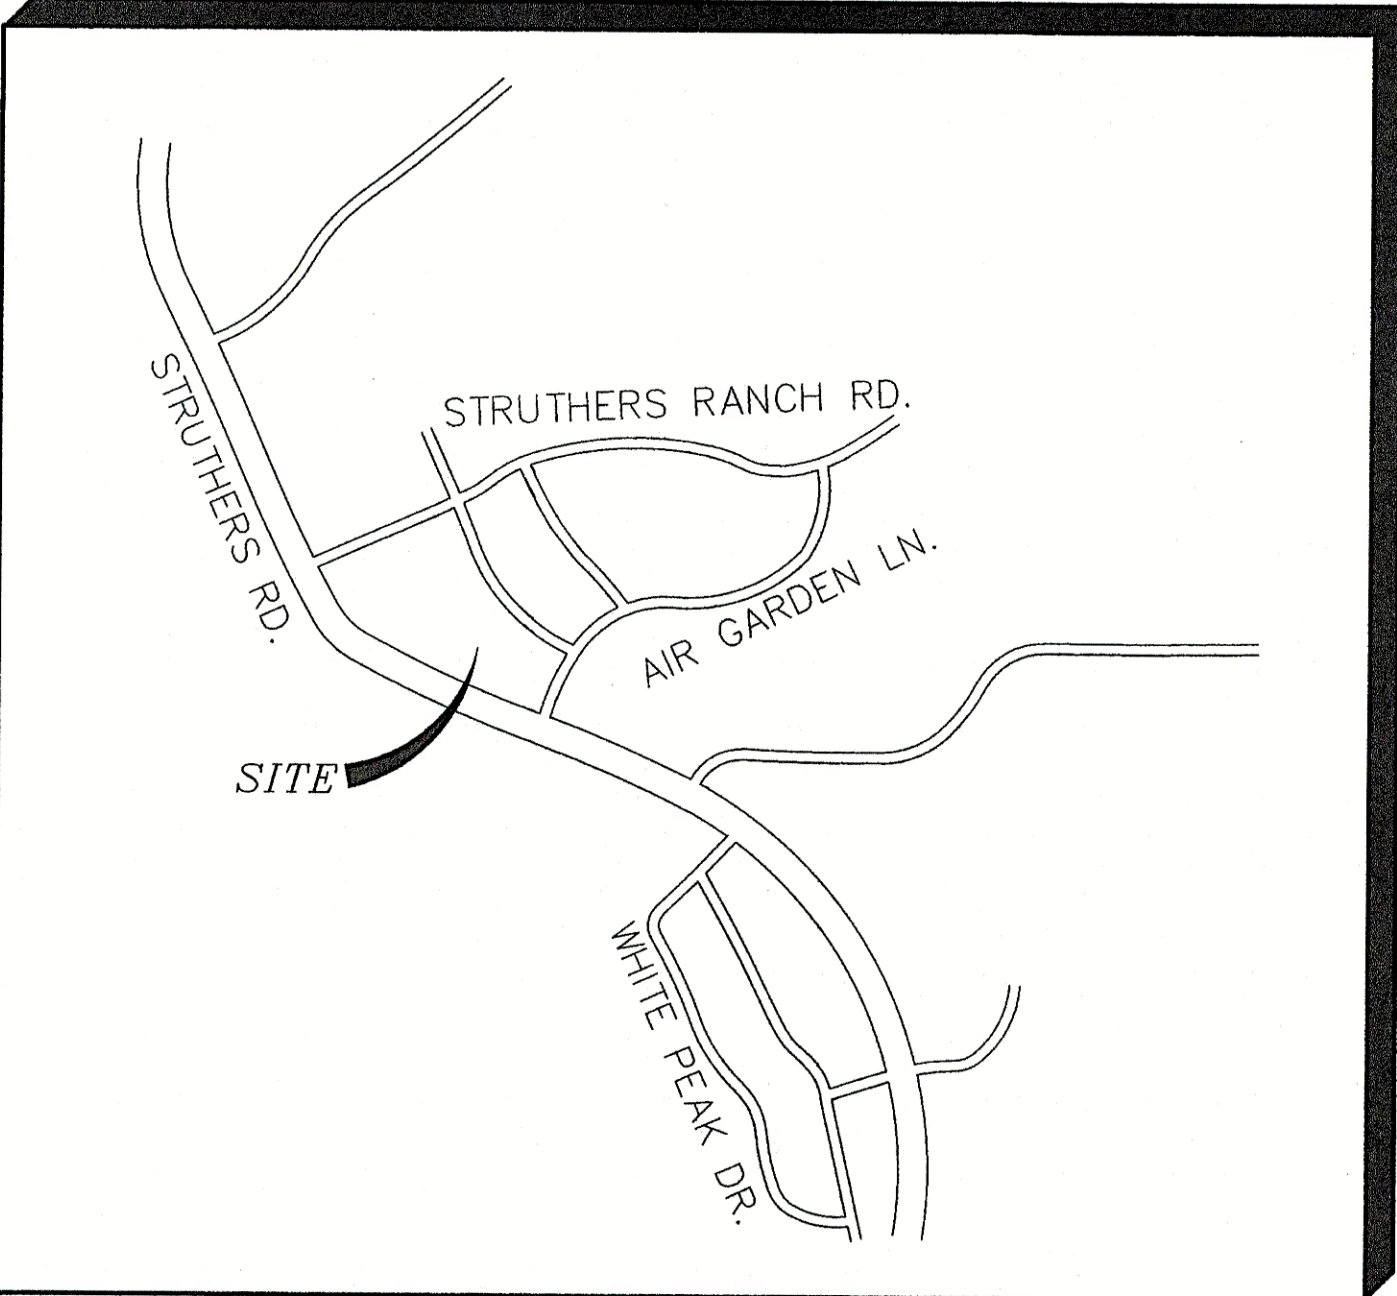 STRUTHERS RD.
STRUTHERS RANCH RD.
AIR GARDEN LN.
SITE
WHITE PEAK DR.